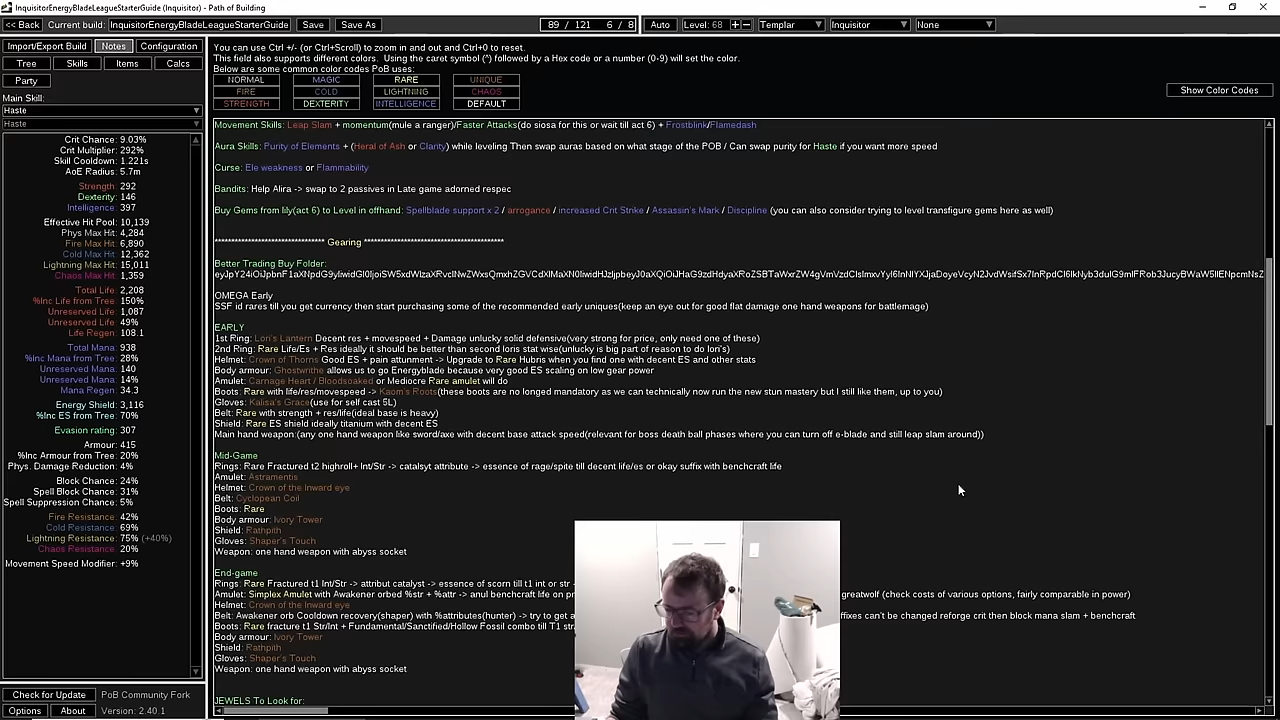 InquisitorEnergyBladeLeagueStarterGuide (Inquisitor) - Path of Building
<< Back Current build: InquisitorEnergyBladeLeagueStarterGuide Save Save As 89 / 121 6 / 8 Auto Level: 68 + - Templar Inquisitor None
Import/Export Build Notes Configuration
Tree Skills Items Calcs
Party
Main Skill:
Haste
Haste
Crit Chance: 9.03%
Crit Multiplier: 292%
Skill Cooldown: 1.221s
AoE Radius: 5.7m
Strength: 292
Dexterity: 146
Intelligence: 397
Effective Hit Pool: 10,139
Phys Max Hit: 4,284
Fire Max Hit: 6,890
Cold Max Hit: 12,362
Lightning Max Hit: 15,011
Chaos Max Hit: 1,359
Total Life: 2,208
%Inc Life from Tree: 150%
Unreserved Life: 1,087
Unreserved Life: 49%
Life Regen: 108.1
Total Mana: 938
%Inc Mana from Tree: 28%
Unreserved Mana: 140
Unreserved Mana: 14%
Mana Regen: 34.3
Energy Shield: 3,116
%Inc ES from Tree: 70%
Evasion rating: 307
Armour: 415
%Inc Armour from Tree: 20%
Phys. Damage Reduction: 4%
Block Chance: 24%
Spell Block Chance: 31%
Spell Suppression Chance: 5%
Fire Resistance: 42%
Cold Resistance: 69%
Lightning Resistance: 75% (+40%)
Chaos Resistance: 20%
Movement Speed Modifier: +9%
Check for Update PoB Community Fork
Options About Version: 2.40.1
You can use Ctrl +/- (or Ctrl+Scroll) to zoom in and out and Ctrl+0 to reset.
This field also supports different colors. Using the caret symbol (^) followed by a Hex code or a number (0-9) will set the color.
Below are some common color codes PoB uses:
NORMAL MAGIC RARE UNIQUE
FIRE COLD LIGHTNING CHAOS
STRENGTH DEXTERITY INTELLIGENCE DEFAULT
Show Color Codes
Movement Skills: Leap Slam + momentum(mule a ranger)/Faster Attacks(do siosa for this or wait till act 6) + Frostblink/Flamedash
Aura Skills: Purity of Elements + (Heral of Ash or Clarity) while leveling Then swap auras based on what stage of the POB / Can swap purity for Haste if you want more speed
Curse: Ele weakness or Flammability
Bandits: Help Alira -> swap to 2 passives in Late game adorned respec
Buy Gems from lily(act 6) to Level in offhand: Spellblade support x 2 / arrogance / increased Crit Strike / Assassin's Mark / Discipline (you can also consider trying to level transfigure gems here as well)
Gearing
Better Trading Buy Folder:
OMEGA Early
SSF id rares till you get currency then start purchasing some of the recommended early uniques(keep an eye out for good flat damage one hand weapons for battlemage)
EARLY
1st Ring: Lori's Lantern Decent res + movespeed + Damage unlucky solid defensive(very strong for price, only need one of these)
2nd Ring: Rare Life/Es + Res ideally it should be better than second loris stat wise(unlucky is big part of reason to do lori's)
Helmet: Crown of Thorns Good ES + pain attunment -> Upgrade to Rare Hubris when you find one with decent ES and other stats
Body armour: Ghostwrithe allows us to go Energyblade because very good ES scaling on low gear power
Amulet: Carnage Heart / Bloodsoaked or Mediocre Rare amulet will do
Boots: Rare with life/res/movespeed -> Kaom's Roots(these boots are no longed mandatory as we can technically now run the new stun mastery but I still like them, up to you)
Gloves: Kalisa's Grace(use for self cast 5L)
Belt: Rare with strength + res/life(ideal base is heavy)
Shield: Rare ES shield ideally titanium with decent ES
Main hand weapon:(any one hand weapon like sword/axe with decent base attack speed(relevant for boss death ball phases where you can turn off e-blade and still leap slam around))
Mid-Game
Rings: Rare Fractured t2 highroll+ Int/Str -> catalsyt attribute -> essence of rage/spite till decent life/es or okay suffix with benchcraft life
Amulet: Astramentis
Helmet: Crown of the Inward eye
Belt: Cyclopean Coil
Boots: Rare
Body armour: Ivory Tower
Shield: Rathpith
Gloves: Shaper's Touch
Weapon: one hand weapon with abyss socket
End-game
Rings: Rare Fractured t1 Int/Str -> attribut catalyst -> essence of scorn till t1 int or str
Amulet: Simplex Amulet with Awakener orbed %str + %attr -> anul benchcraft life on greatwolf (check costs of various options, fairly comparable in power)
Helmet: Crown of the Inward eye
Belt: Awakener orb Cooldown recovery(shaper) with %attributes(hunter) -> try to get can't be changed reforge crit then block mana slam + benchcraft
Boots: Rare fracture t1 Str/Int + Fundamental/Sanctified/Hollow Fossil combo till T1
Body armour: Ivory Tower
Shield: Rathpith
Gloves: Shaper's Touch
Weapon: one hand weapon with abyss socket
JEWELS To Look for: